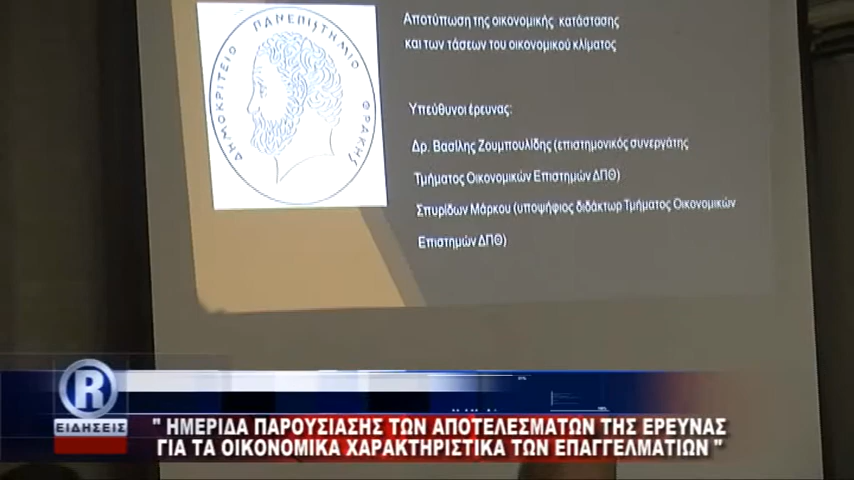 ΔΗΜΟΚΡΙΤΕΙΟ ΠΑΝΕΠΙΣΤΗΜΙΟ ΘΡΑΚΗΣ
Αποτύπωση της οικονομικής κατάστασης
και των τάσεων του οικονομικού κλίματος
Υπεύθυνοι έρευνας:
Δρ. Βασίλης Ζουμπουλίδης (επιστημονικός συνεργάτης
Τμήματος Οικονομικών Επιστημών ΔΠΘ)
Σπυρίδων Μάρκου (υποψήφιος διδάκτωρ Τμήματος Οικονομικών
Επιστημών ΔΠΘ)
R
ΕΙΔΗΣΕΙΣ
" ΗΜΕΡΙΔΑ ΠΑΡΟΥΣΙΑΣΗΣ ΤΩΝ ΑΠΟΤΕΛΕΣΜΑΤΩΝ ΤΗΣ ΕΡΕΥΝΑΣ
ΓΙΑ ΤΑ ΟΙΚΟΝΟΜΙΚΑ ΧΑΡΑΚΤΗΡΙΣΤΙΚΑ ΤΩΝ ΕΠΑΓΓΕΛΜΑΤΙΩΝ "